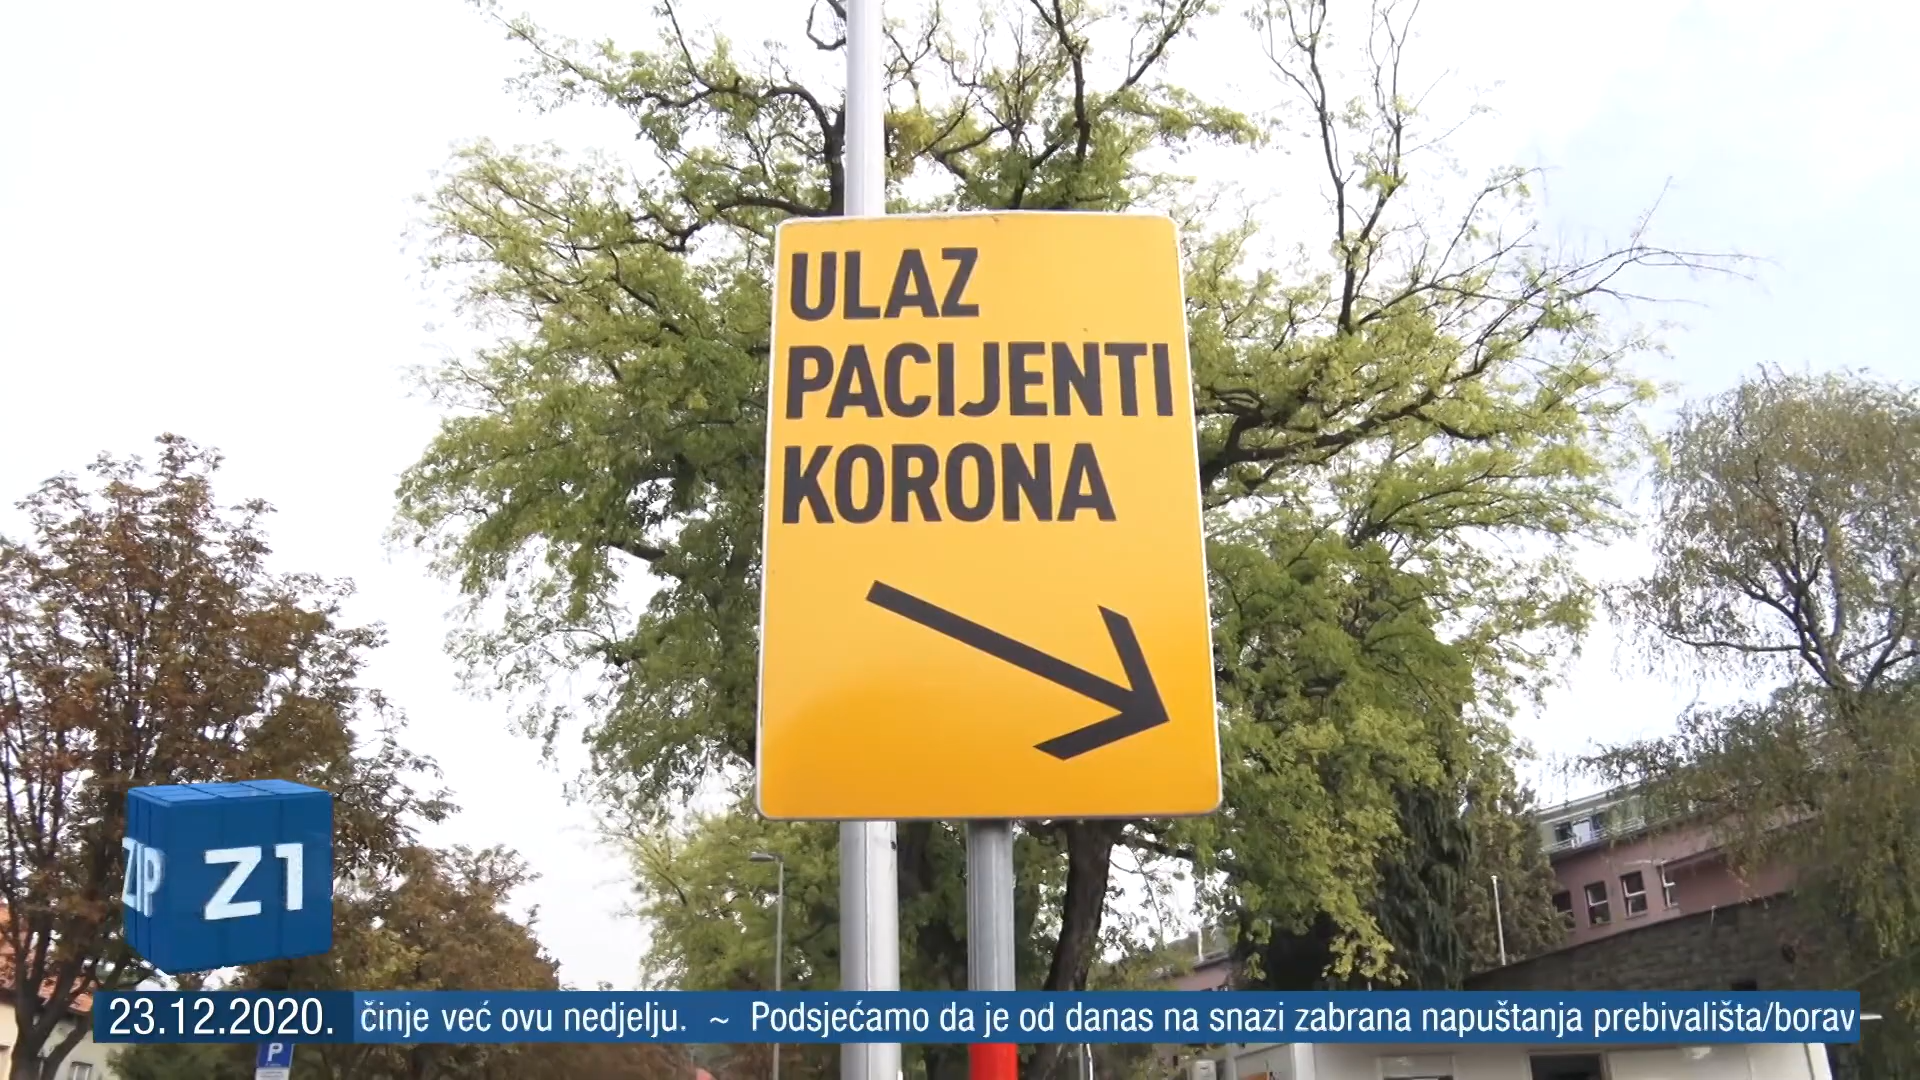 ULAZ
PACIJENTI
KORONA
ZIP
Z1
23.12.2020. činje već ovu nedjelju. ~ Podsjećamo da je od danas na snazi zabrana napuštanja prebivališta/borav
P